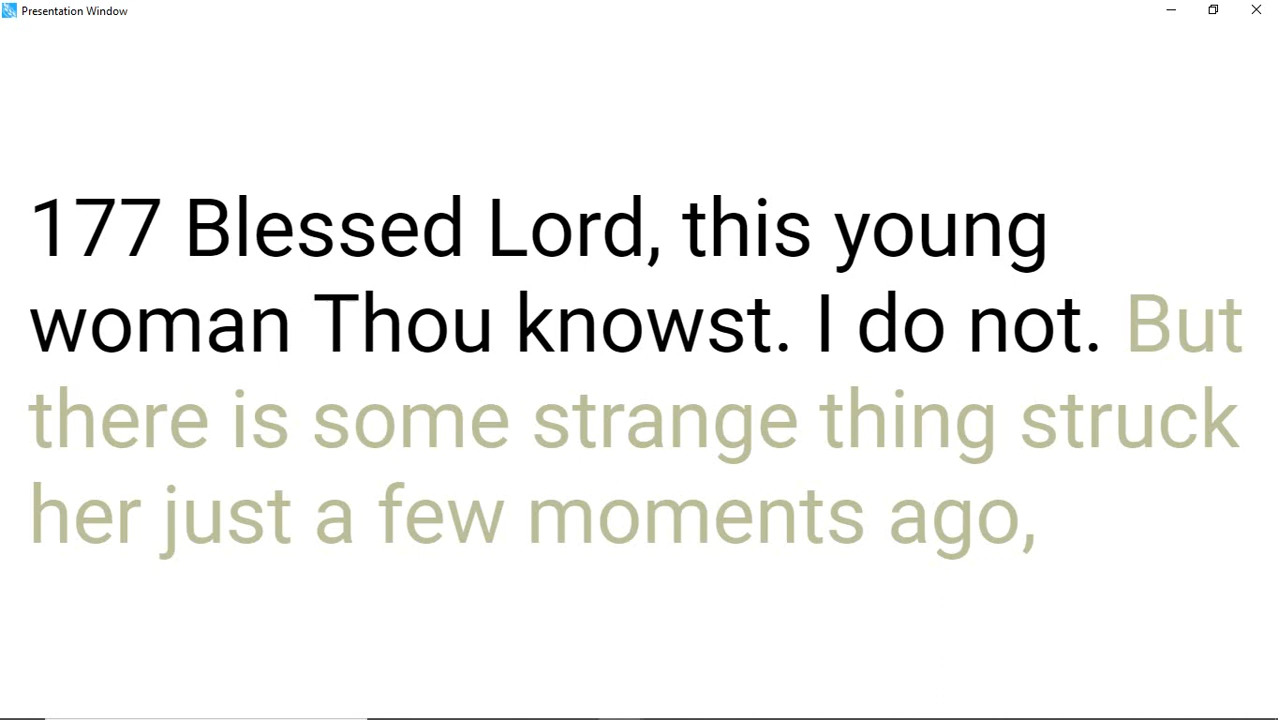 Presentation Window
177 Blessed Lord, this young
woman Thou knowst. I do not. But
there is some strange thing struck
her just a few moments ago,